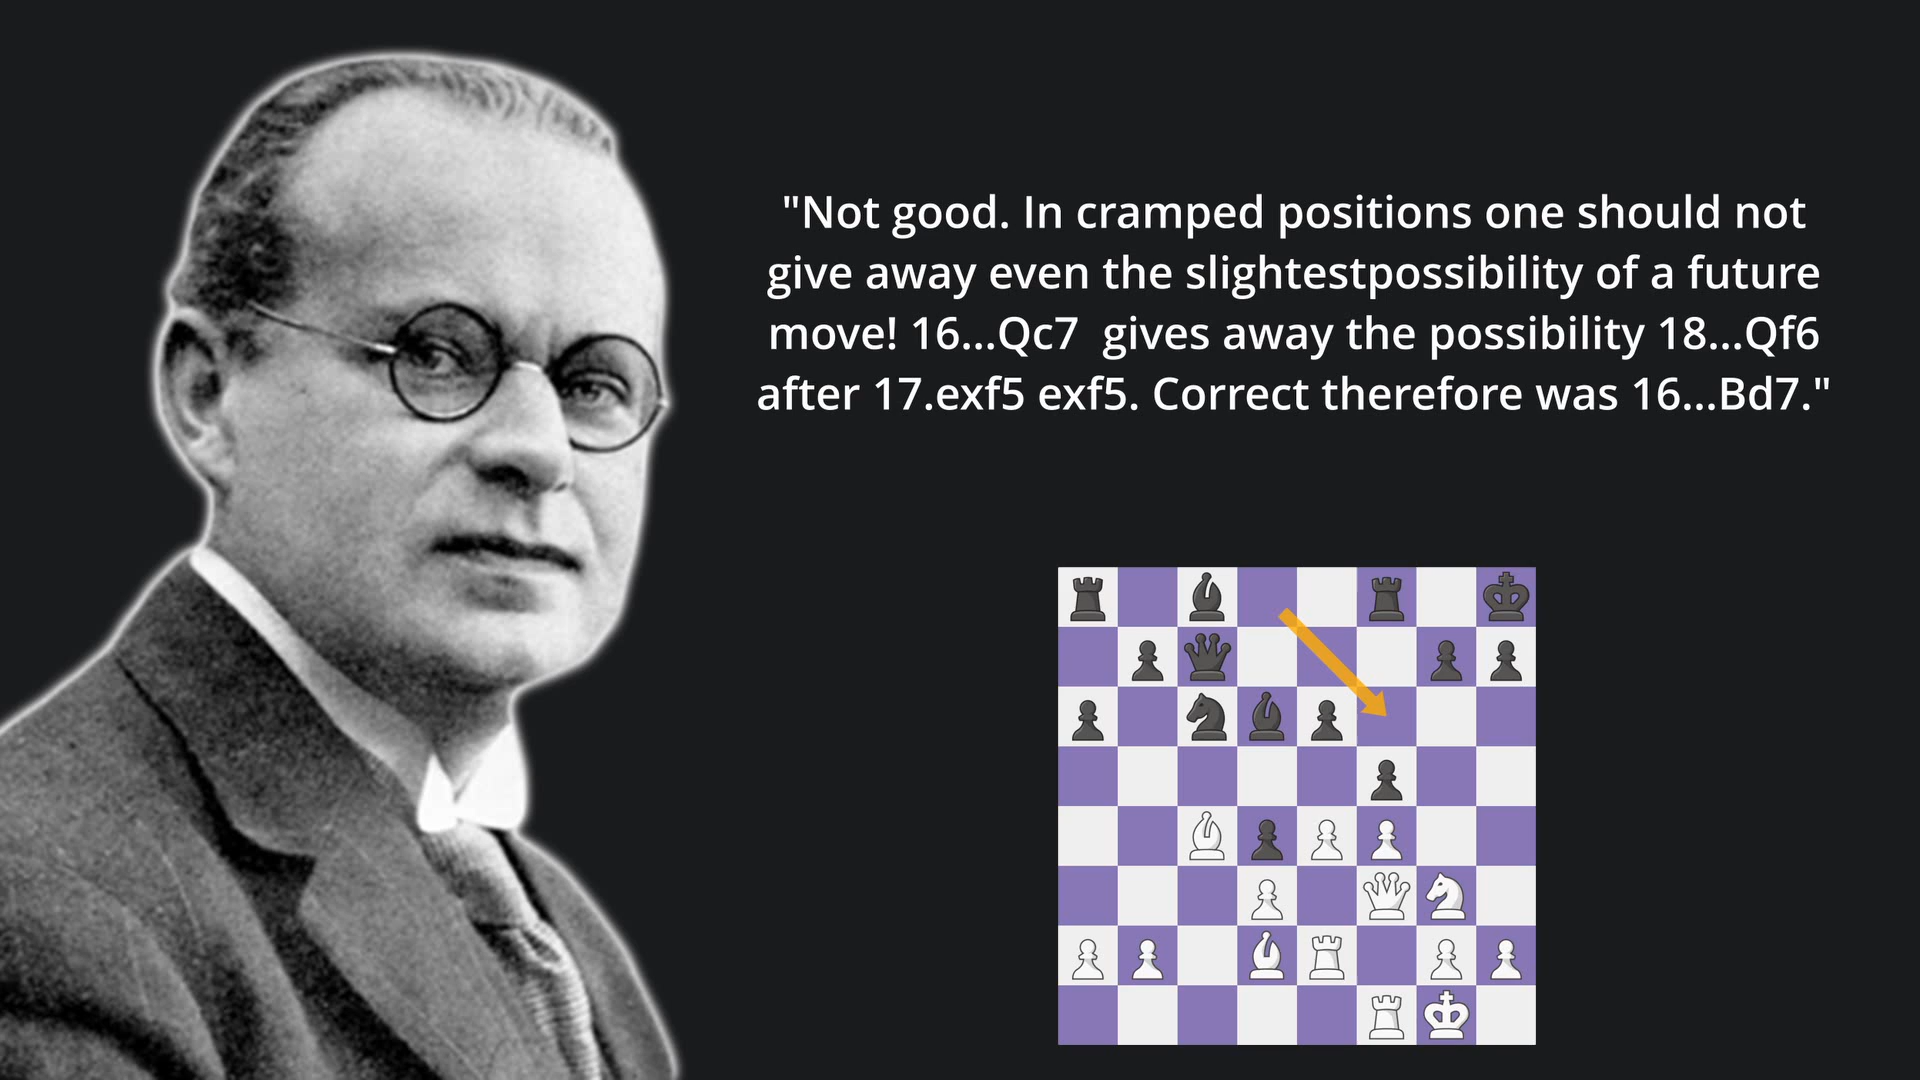 "Not good. In cramped positions one should not
give away even the slightestpossibility of a future
move! 16...Qc7  gives away the possibility 18...Qf6
after 17.exf5 exf5. Correct therefore was 16...Bd7."